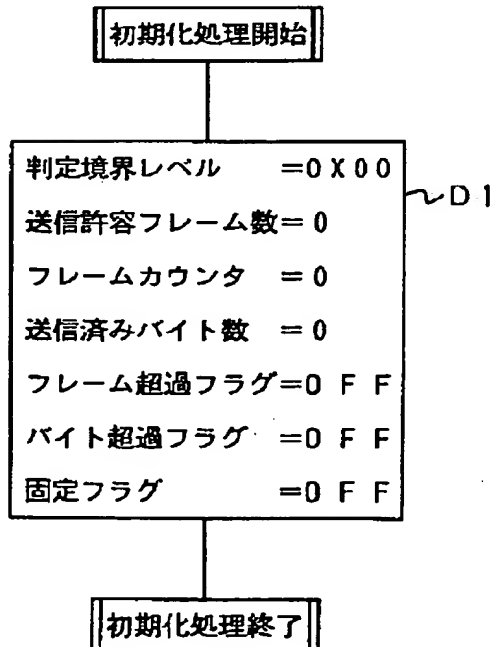 初期化処理開始
判定境界レベル =0X00
D1
送信許容フレーム数=0
フレームカウンタ =0
送信済みバイト数 =0
フレーム超過フラグ=OFF
バイト超過フラグ =OFF
固定フラグ =OFF
初期化処理終了